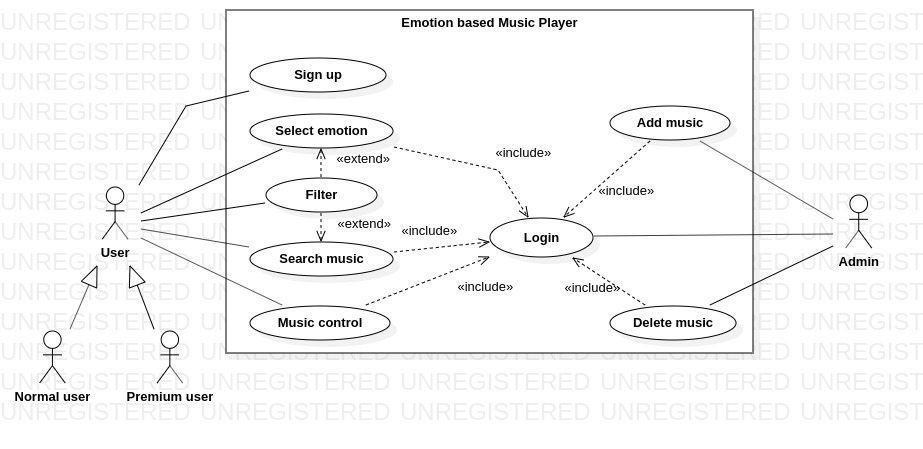 Emotion based Music Player
Sign up
Select emotion
«include»
Add music
«extend»
Filter
«include»
«extend»
«include»
Login
User
Search music
Admin
«include»
«include»
Music control
Delete music
Normal user
Premium user
UNREGISTERED